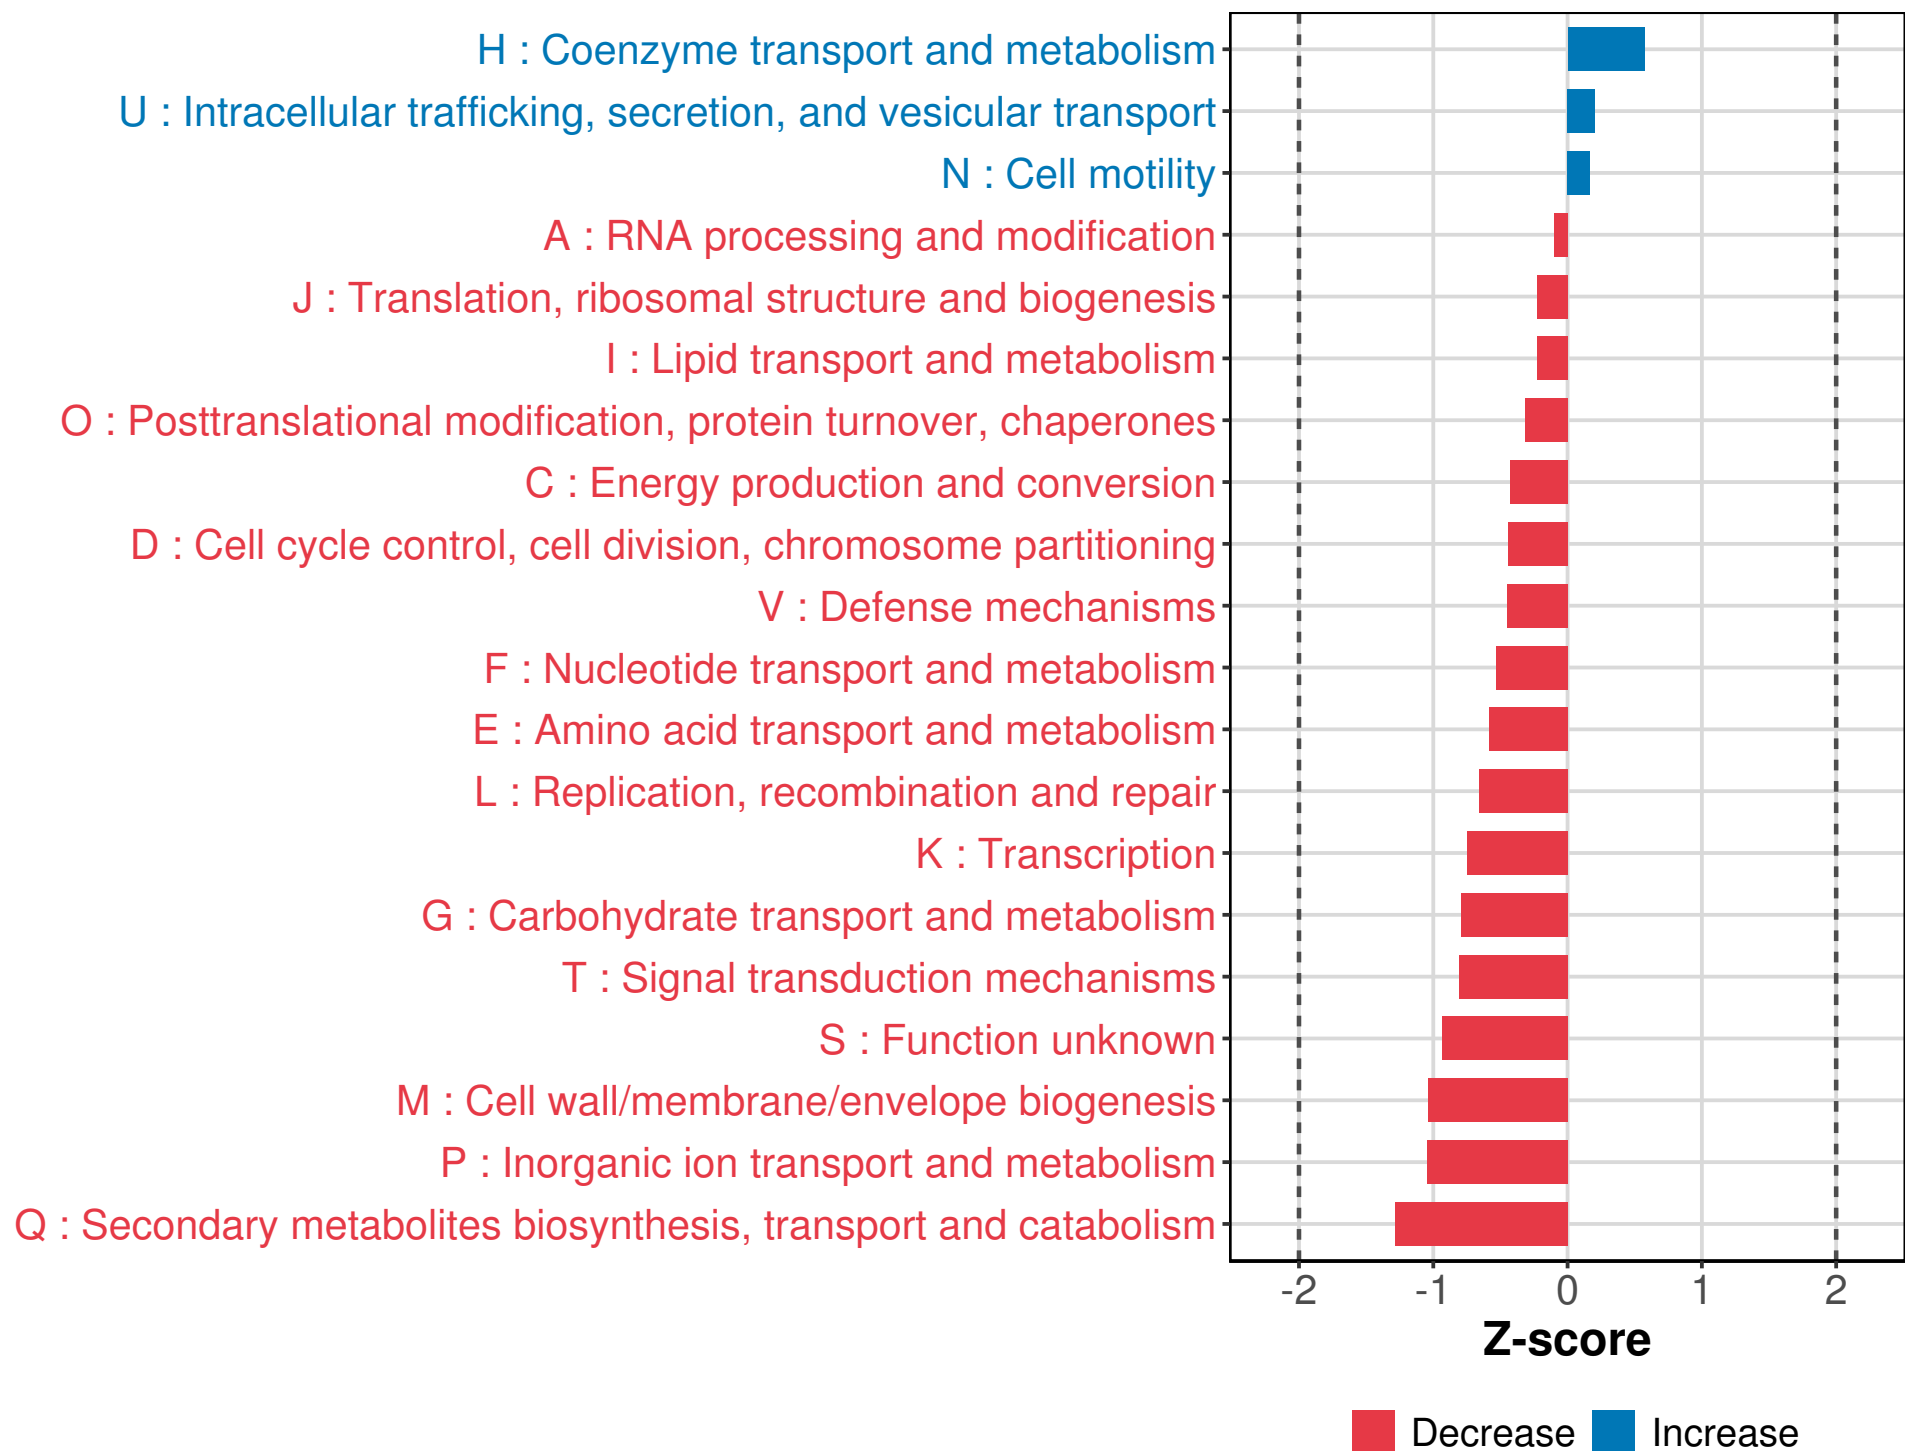 H : Coenzyme transport and metabolism
U : Intracellular trafficking, secretion, and vesicular transport
N : Cell motility
A : RNA processing and modification
J : Translation, ribosomal structure and biogenesis
I : Lipid transport and metabolism
O : Posttranslational modification, protein turnover, chaperones
C : Energy production and conversion
D : Cell cycle control, cell division, chromosome partitioning
V : Defense mechanisms
F : Nucleotide transport and metabolism
E : Amino acid transport and metabolism
L : Replication, recombination and repair
K : Transcription
G : Carbohydrate transport and metabolism
T : Signal transduction mechanisms
S : Function unknown
M : Cell wall/membrane/envelope biogenesis
P : Inorganic ion transport and metabolism
Q : Secondary metabolites biosynthesis, transport and catabolism
-2 -1 0 1 2
Z-score
Decrease Increase